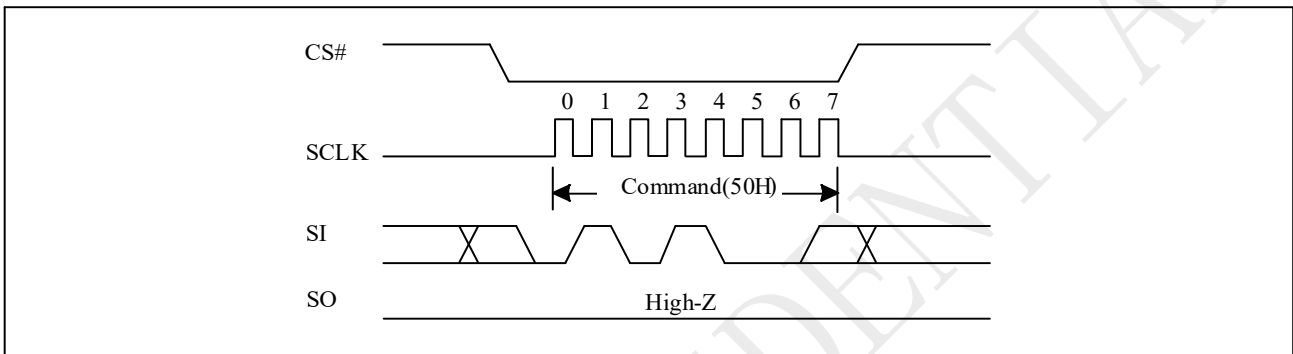 CS#
0 1 2 3 4 5 6 7
SCLK
Command(50H)
SI
SO
High-Z